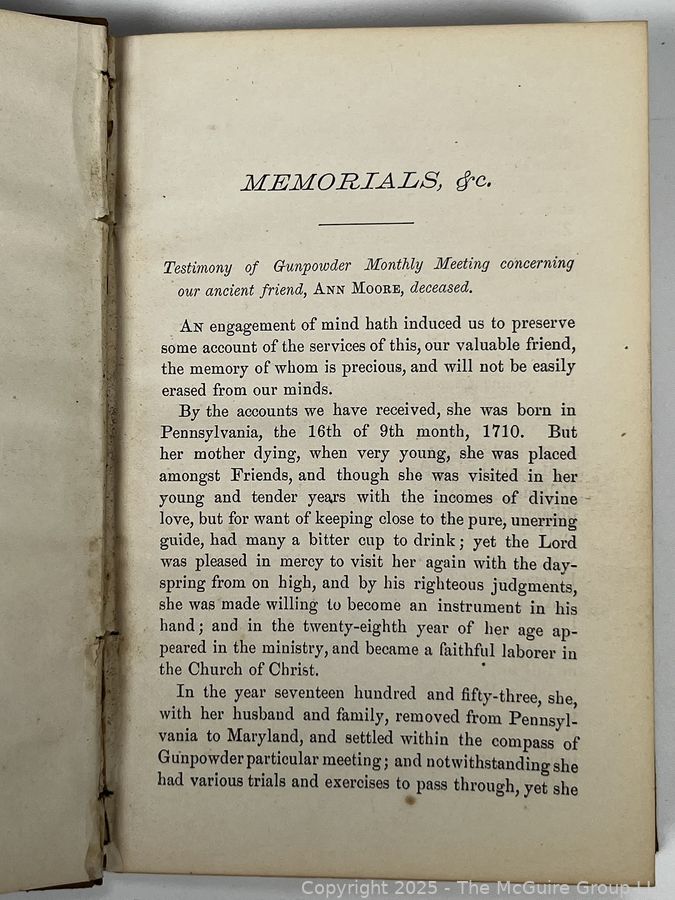 MEMORIALS, &c.
Testimony of Gunpowder Monthly Meeting concerning
our ancient friend, ANN MOORE, deceased.
AN engagement of mind hath induced us to preserve
some account of the services of this, our valuable friend,
the memory of whom is precious, and will not be easily
erased from our minds.
By the accounts we have received, she was born in
Pennsylvania, the 16th of 9th month, 1710. But
her mother dying, when very young, she was placed
amongst Friends, and though she was visited in her
young and tender years with the incomes of divine
love, but for want of keeping close to the pure, unerring
guide, had many a bitter cup to drink; yet the Lord
was pleased in mercy to visit her again with the day-
spring from on high, and by his righteous judgments,
she was made willing to become an instrument in his
hand; and in the twenty-eighth year of her age ap-
peared in the ministry, and became a faithful laborer in
the Church of Christ.
In the year seventeen hundred and fifty-three, she,
with her husband and family, removed from Pennsyl-
vania to Maryland, and settled within the compass of
Gunpowder particular meeting; and notwithstanding she
had various trials and exercises to pass through, yet she
Copyright 2025 - The McGuire Group LL